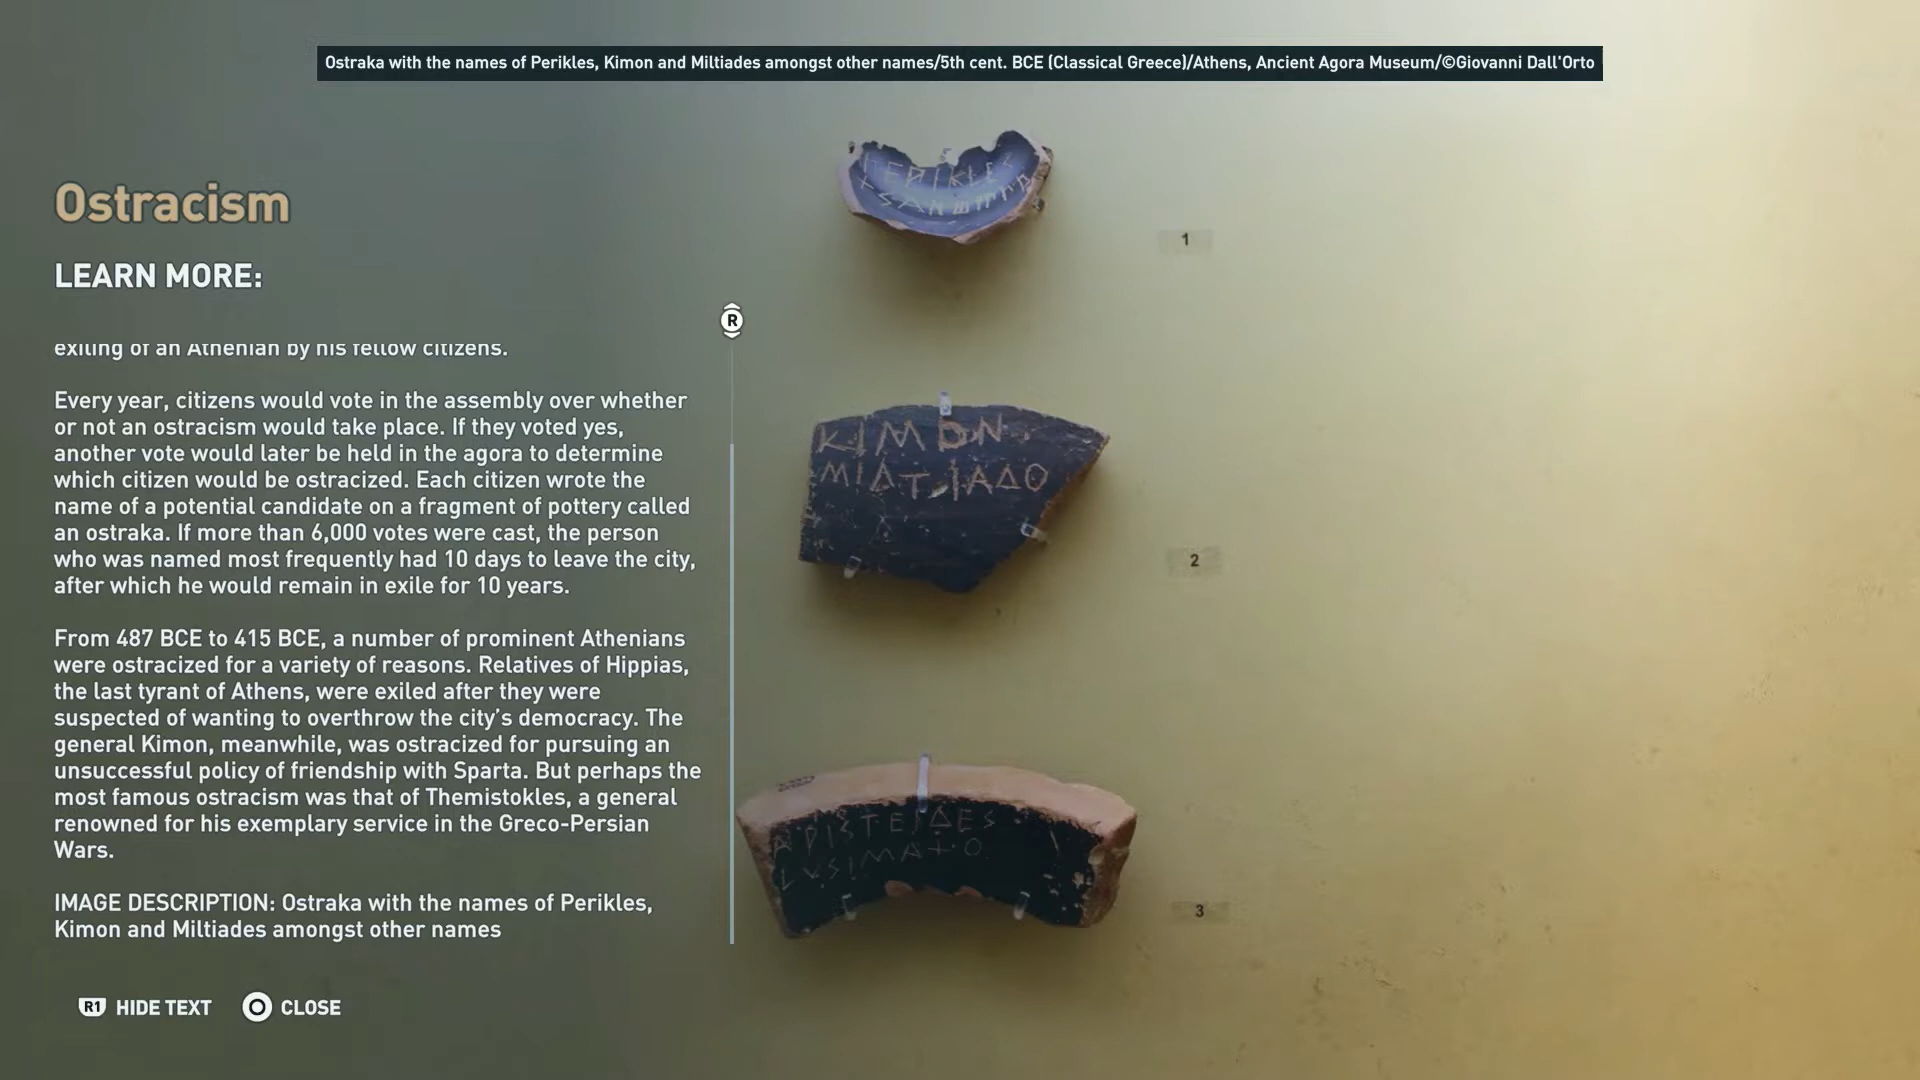 Ostraka with the names of Perikles, Kimon and Miltiades amongst other names/5th cent. BCE (Classical Greece)/Athens, Ancient Agora Museum/©Giovanni Dall'Orto
Ostracism
LEARN MORE:
exiling of an Athenian by his fellow citizens.
Every year, citizens would vote in the assembly over whether
or not an ostracism would take place. If they voted yes,
another vote would later be held in the agora to determine
which citizen would be ostracized. Each citizen wrote the
name of a potential candidate on a fragment of pottery called
an ostraka. If more than 6,000 votes were cast, the person
who was named most frequently had 10 days to leave the city,
after which he would remain in exile for 10 years.
From 487 BCE to 415 BCE, a number of prominent Athenians
were ostracized for a variety of reasons. Relatives of Hippias,
the last tyrant of Athens, were exiled after they were
suspected of wanting to overthrow the city's democracy. The
general Kimon, meanwhile, was ostracized for pursuing an
unsuccessful policy of friendship with Sparta. But perhaps the
most famous ostracism was that of Themistokles, a general
renowned for his exemplary service in the Greco-Persian
Wars.
IMAGE DESCRIPTION: Ostraka with the names of Perikles,
Kimon and Miltiades amongst other names
R
R1 HIDE TEXT CLOSE
1
ΚΙΜΟΝ
ΜΙΛΤΙΑΔΟ
2
3